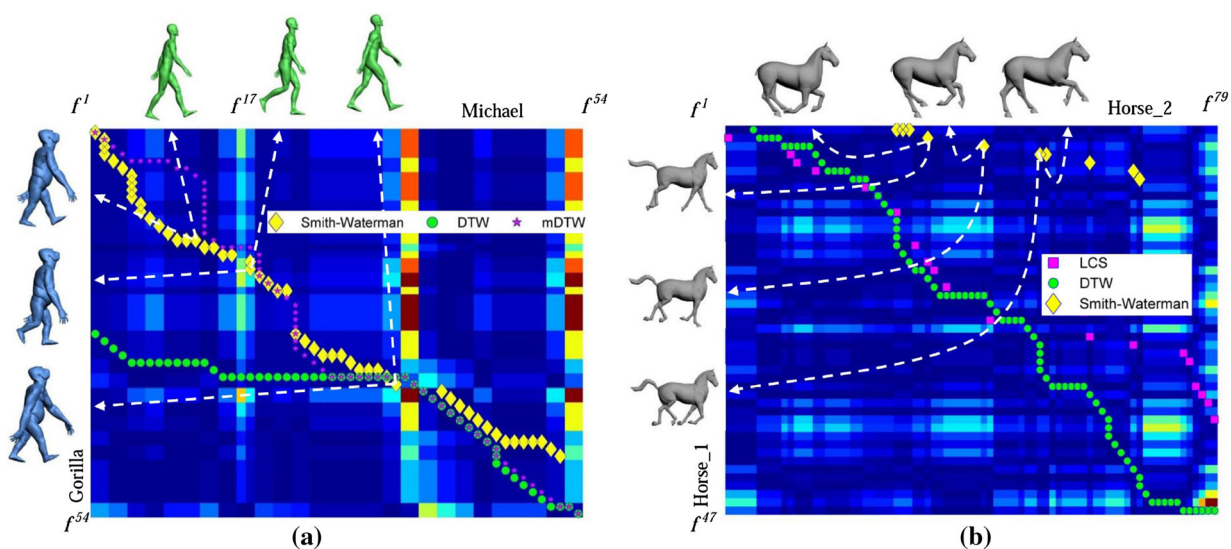 f¹ f¹⁷ Michael f⁵⁴
Smith-Waterman DTW mDTW
Gorilla
f⁵⁴
(a)
f¹ Horse_2 f⁷⁹
LCS
DTW
Smith-Waterman
Horse_1
f⁴⁷
(b)